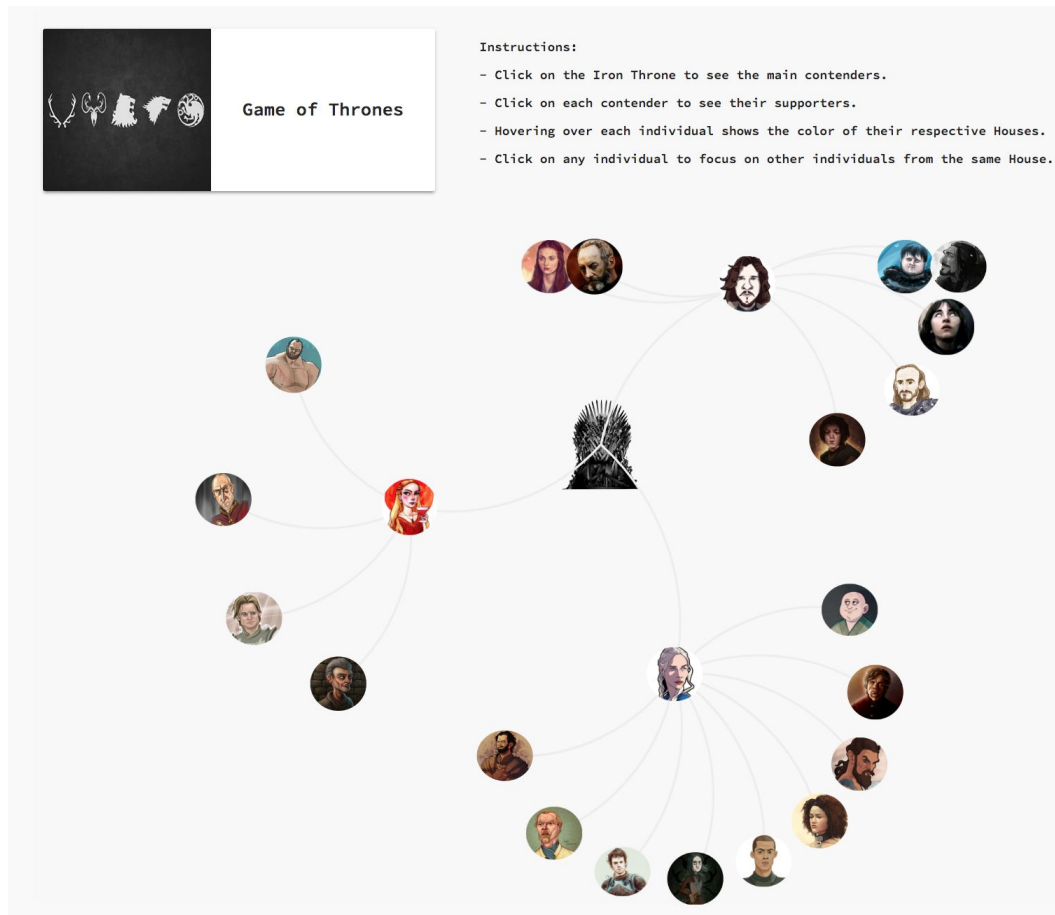 Game of Thrones
Instructions:
- Click on the Iron Throne to see the main contenders.
- Click on each contender to see their supporters.
- Hovering over each individual shows the color of their respective Houses.
- Click on any individual to focus on other individuals from the same House.